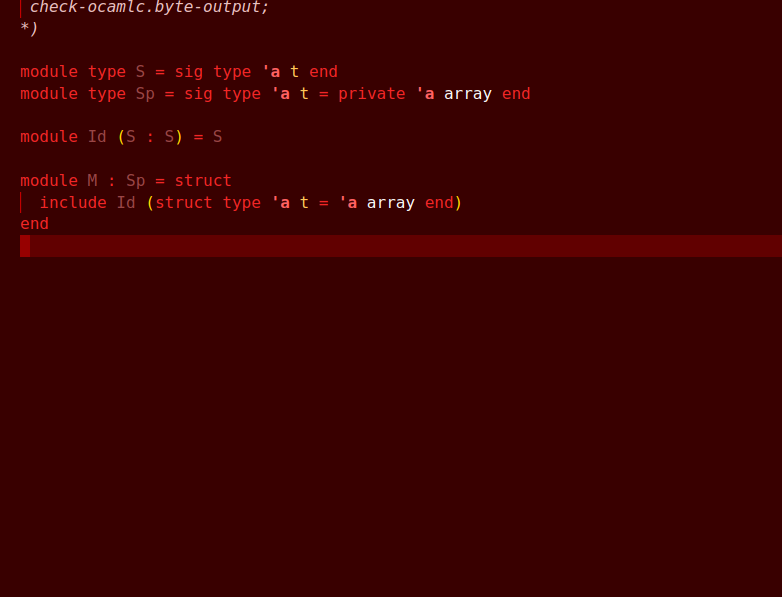 check-ocamlc.byte-output;
*)
module type S = sig type 'a t end
module type Sp = sig type 'a t = private 'a array end
module Id (S : S) = S
module M : Sp = struct
include Id (struct type 'a t = 'a array end)
end